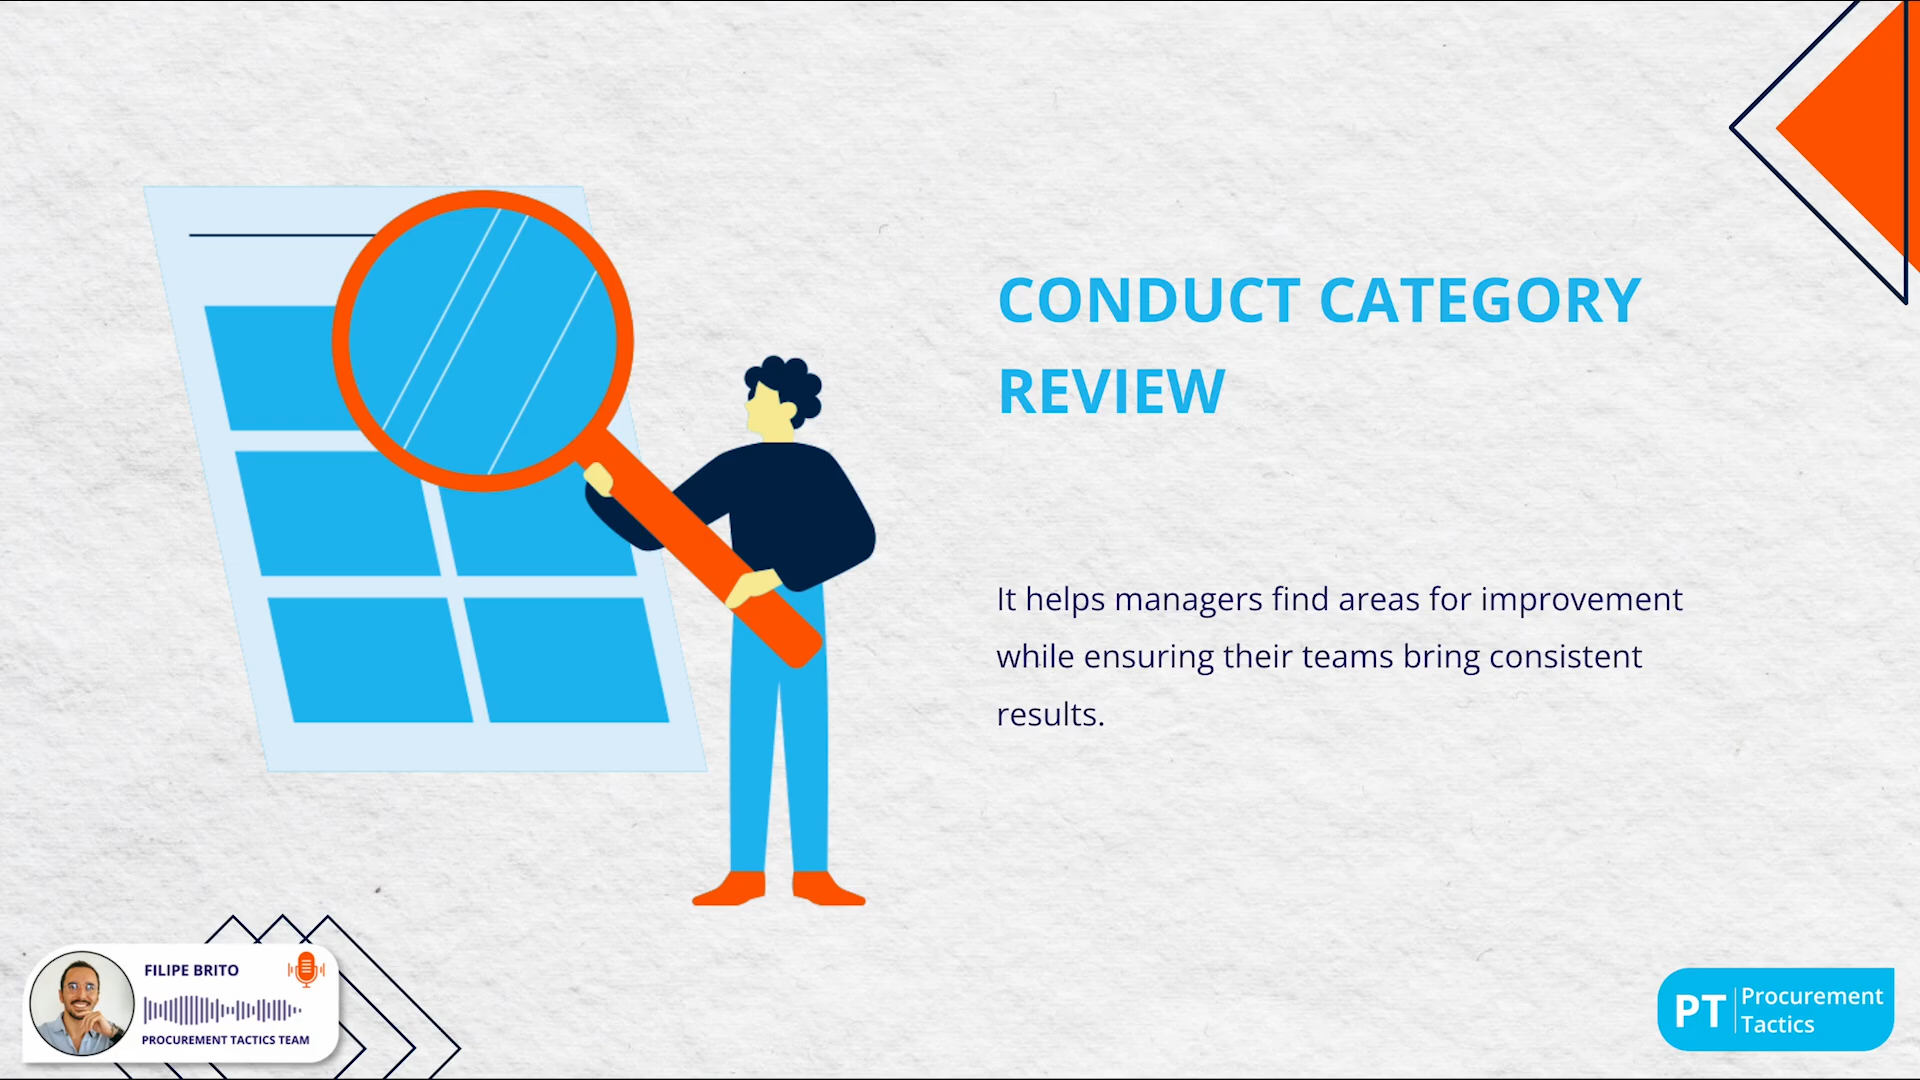 CONDUCT CATEGORY
REVIEW
It helps managers find areas for improvement
while ensuring their teams bring consistent
results.
FILIPE BRITO
PROCUREMENT TACTICS TEAM
PT Procurement
Tactics